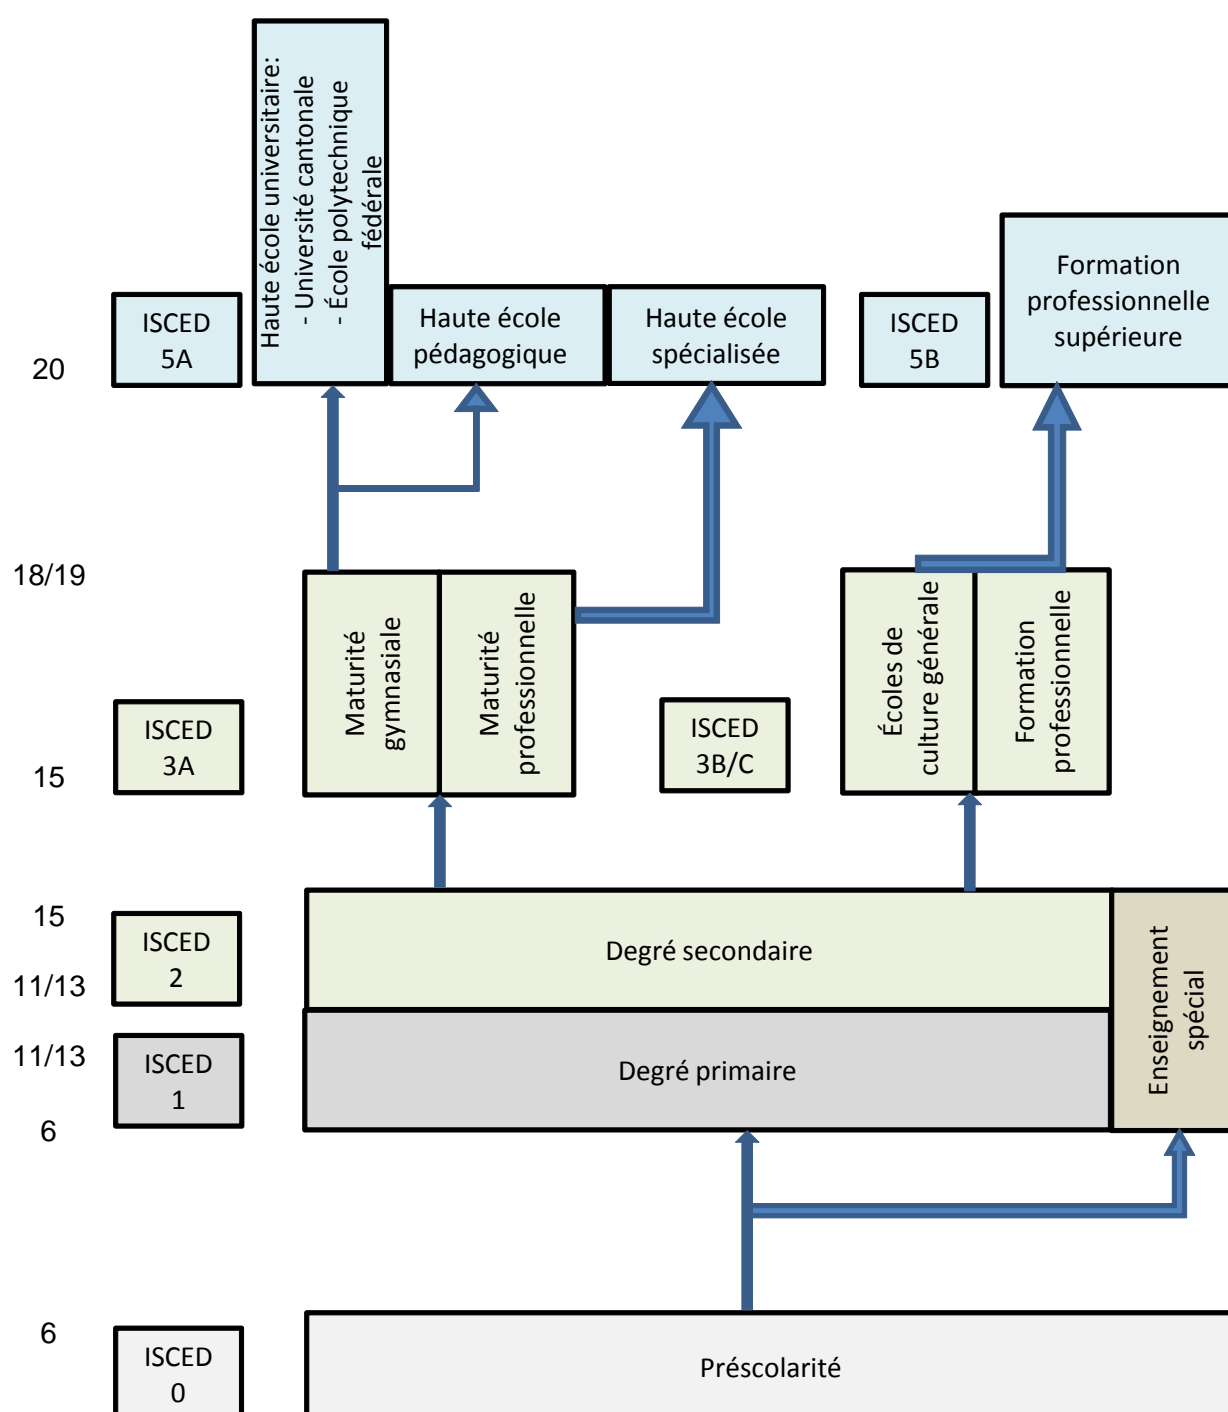 Haute école universitaire:
- Université cantonale
- École polytechnique
fédérale
Formation
professionnelle
supérieure
ISCED
5A
Haute école
pédagogique
Haute école
spécialisée
ISCED
5B
20
18/19
Maturité
gymnasiale
Maturité
professionnelle
Écoles de
culture générale
Formation
professionnelle
ISCED
3A
ISCED
3B/C
15
15
ISCED
2
Degré secondaire
Enseignement
spécial
11/13
11/13
ISCED
1
Degré primaire
6
6
ISCED
0
Préscolarité